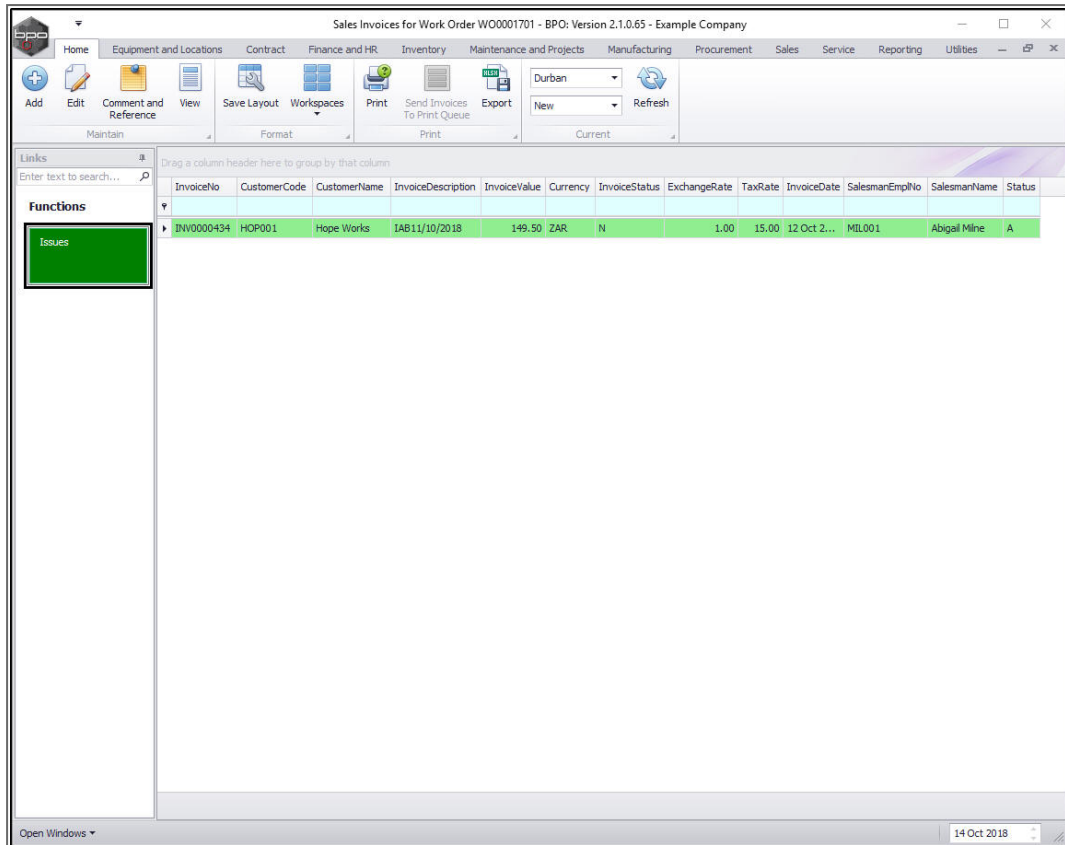 bpo
Sales Invoices for Work Order WO0001701 - BPO: Version 2.1.0.65 - Example Company
Home Equipment and Locations Contract Finance and HR Inventory Maintenance and Projects Manufacturing Procurement Sales Service Reporting Utilities
Add Edit Comment and Reference View Save Layout Workspaces Print Send Invoices To Print Queue XLSX Export Durban New Refresh
Maintain Format Print Current
Links
Enter text to search...
Functions
Issues
Drag a column header here to group by that column
InvoiceNo CustomerCode CustomerName InvoiceDescription InvoiceValue Currency InvoiceStatus ExchangeRate TaxRate InvoiceDate SalesmanEmplNo SalesmanName Status
INV0000434 HOP001 Hope Works IAB11/10/2018 149.50 ZAR N 1.00 15.00 12 Oct 2... MIL001 Abigail Milne A
Open Windows
14 Oct 2018